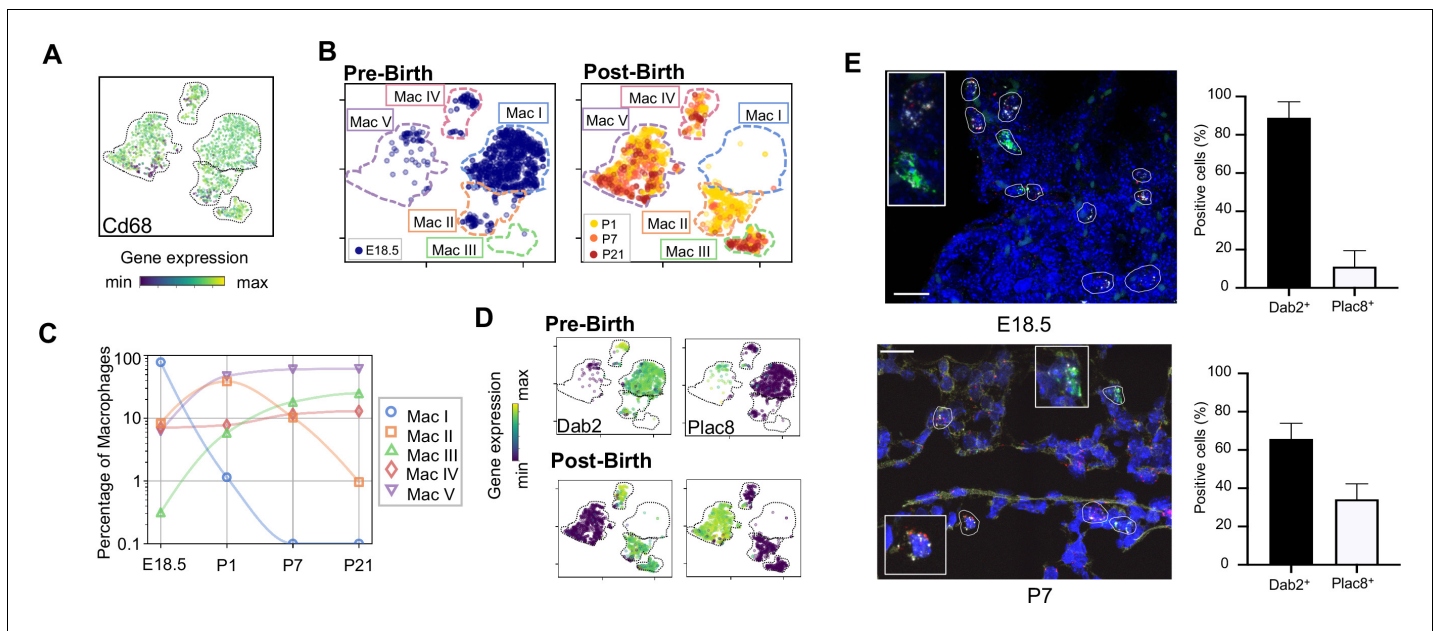 A
Cd68
Gene expression
min
max
B
Pre-Birth
Mac IV
Mac V
Mac I
Mac II
Mac III
E18.5
Post-Birth
Mac IV
Mac V
Mac I
Mac II
Mac III
P1
P7
P21
C
Percentage of Macrophages
100
10
1
0.1
E18.5
P1
P7
P21
Mac I
Mac II
Mac III
Mac IV
Mac V
D
Pre-Birth
Gene expression
min
max
Dab2
Plac8
Post-Birth
E
E18.5
Positive cells (%)
100
80
60
40
20
0
Dab2+
Plac8+
P7
Positive cells (%)
100
80
60
40
20
0
Dab2+
Plac8+